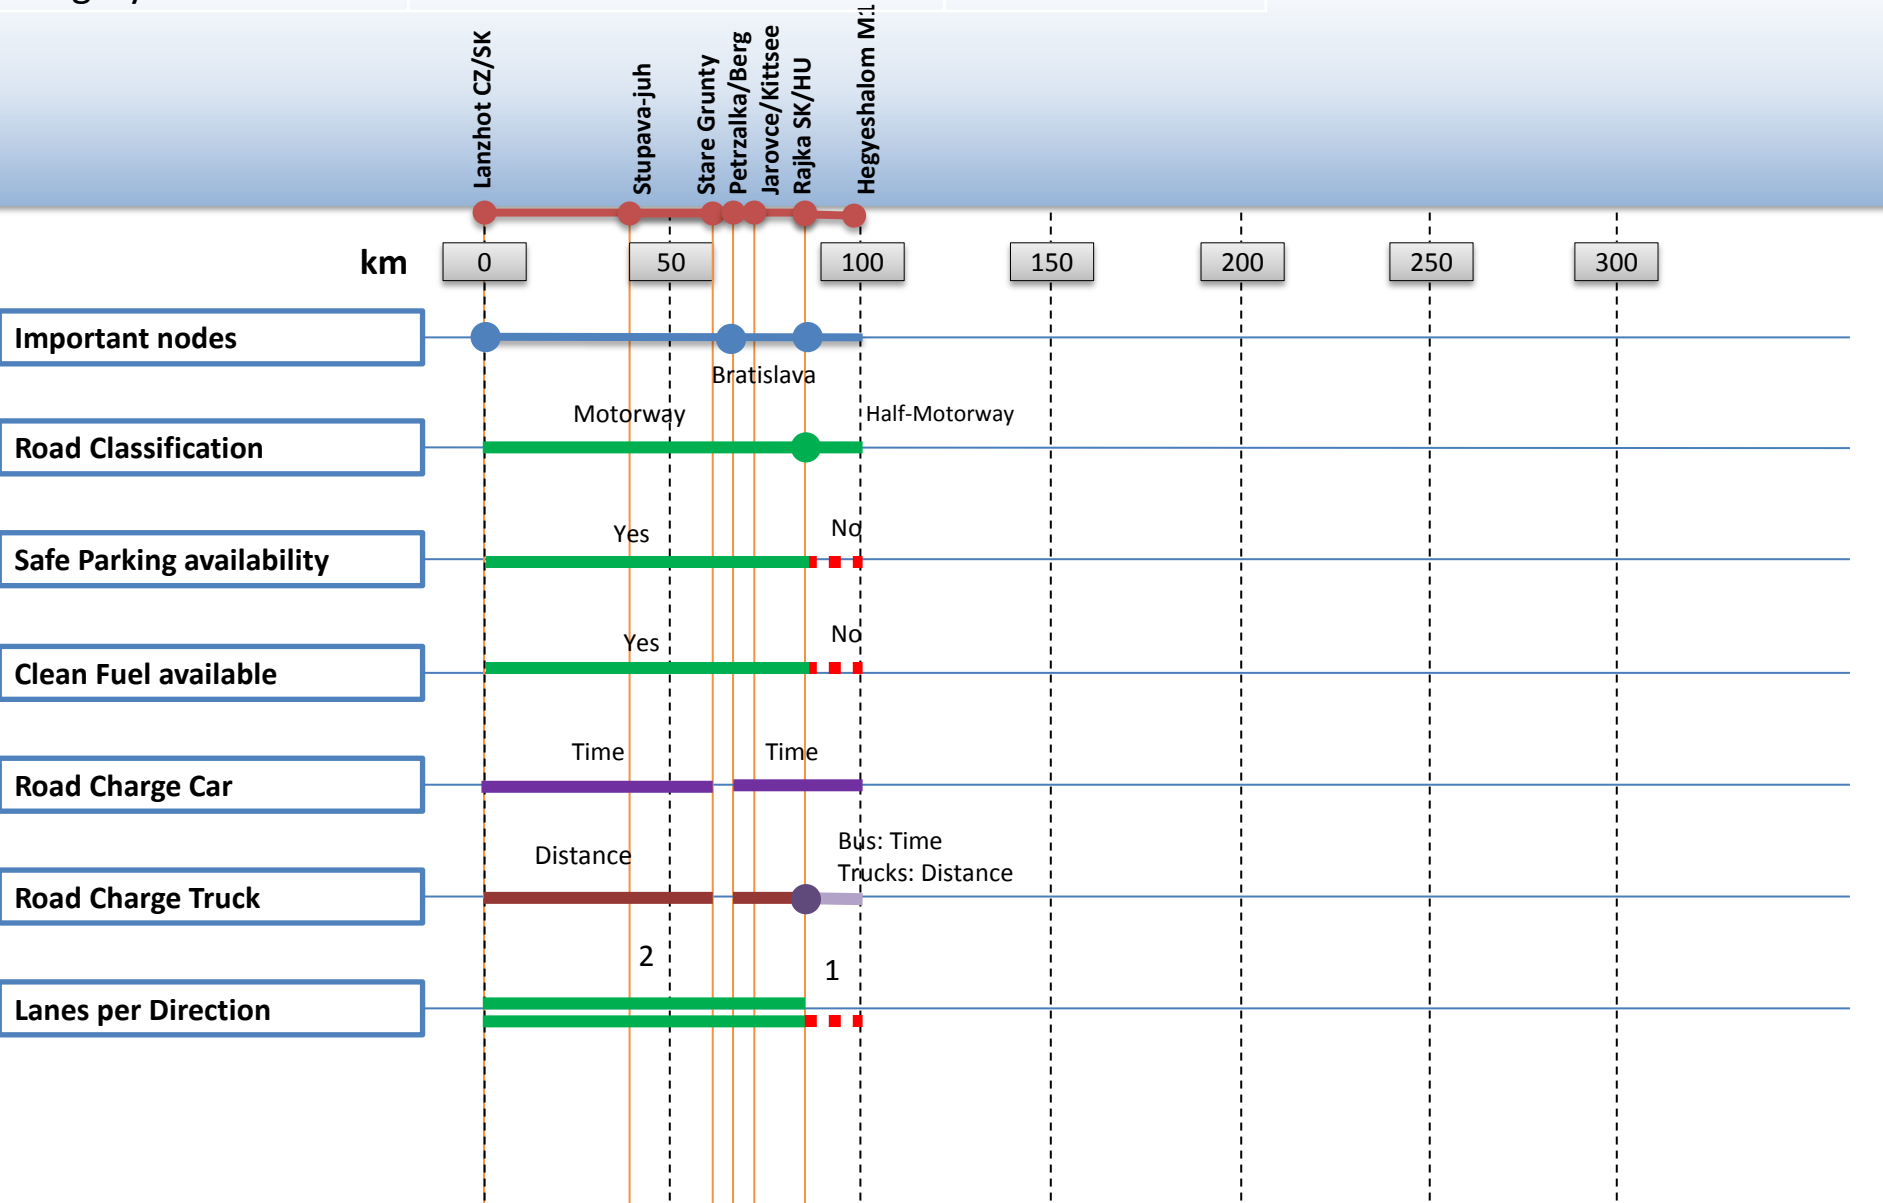 Lanzhot CZ/SK
Stupava-juh
Stare Grunty
Petrzalka/Berg
Jarovce/Kittsee
Rajka SK/HU
Hegyeshalom M1
km
0
50
100
150
200
250
300
Important nodes
Bratislava
Road Classification
Motorway
Half-Motorway
Safe Parking availability
Yes
No
Clean Fuel available
Yes
No
Road Charge Car
Time
Time
Road Charge Truck
Distance
Bus: Time
Trucks: Distance
Lanes per Direction
2
1